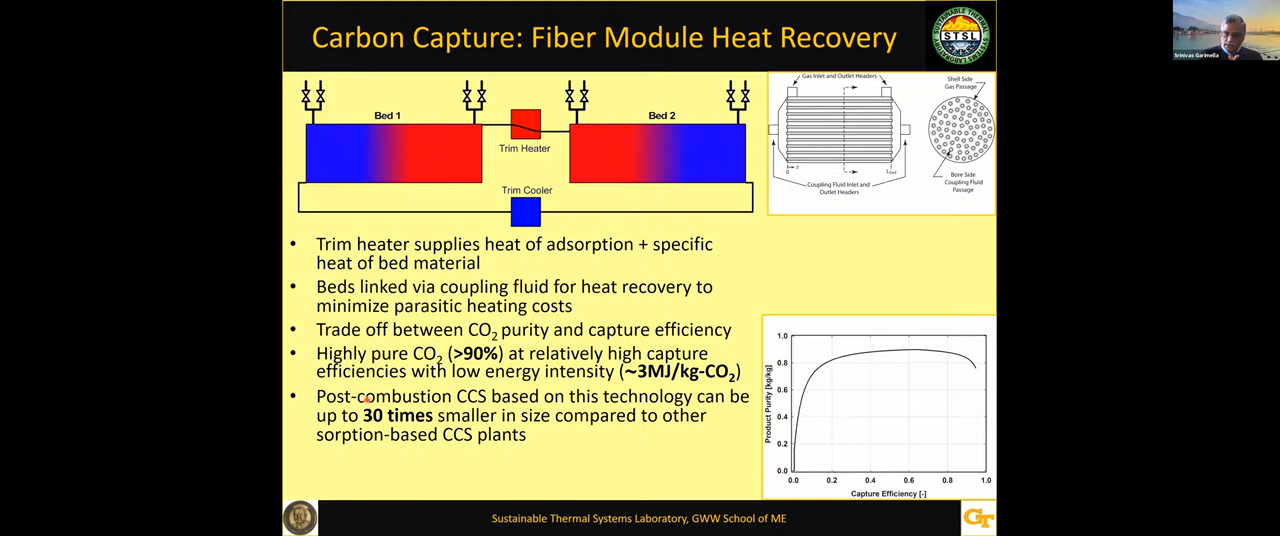 Carbon Capture: Fiber Module Heat Recovery
SUSTAINABLE THERMAL SYSTEMS LABORATORY
STSL
Srinivas Garimella
Bed 1
Bed 2
Trim Heater
Trim Cooler
Gas Inlet and Outlet Headers
Shell Side
Gas Passage
0
z
Coupling Fluid Inlet and
Outlet Headers
Bore Side
Coupling Fluid
Passage
• Trim heater supplies heat of adsorption + specific
heat of bed material
• Beds linked via coupling fluid for heat recovery to
minimize parasitic heating costs
• Trade off between CO₂ purity and capture efficiency
• Highly pure CO₂ (>90%) at relatively high capture
efficiencies with low energy intensity (~3MJ/kg-CO₂)
• Post-combustion CCS based on this technology can be
up to 30 times smaller in size compared to other
sorption-based CCS plants
Product Purity [kg/kg]
1.0
0.8
0.6
0.4
0.2
0.0
0.0 0.2 0.4 0.6 0.8 1.0
Capture Efficiency [-]
Sustainable Thermal Systems Laboratory, GWW School of ME
GT